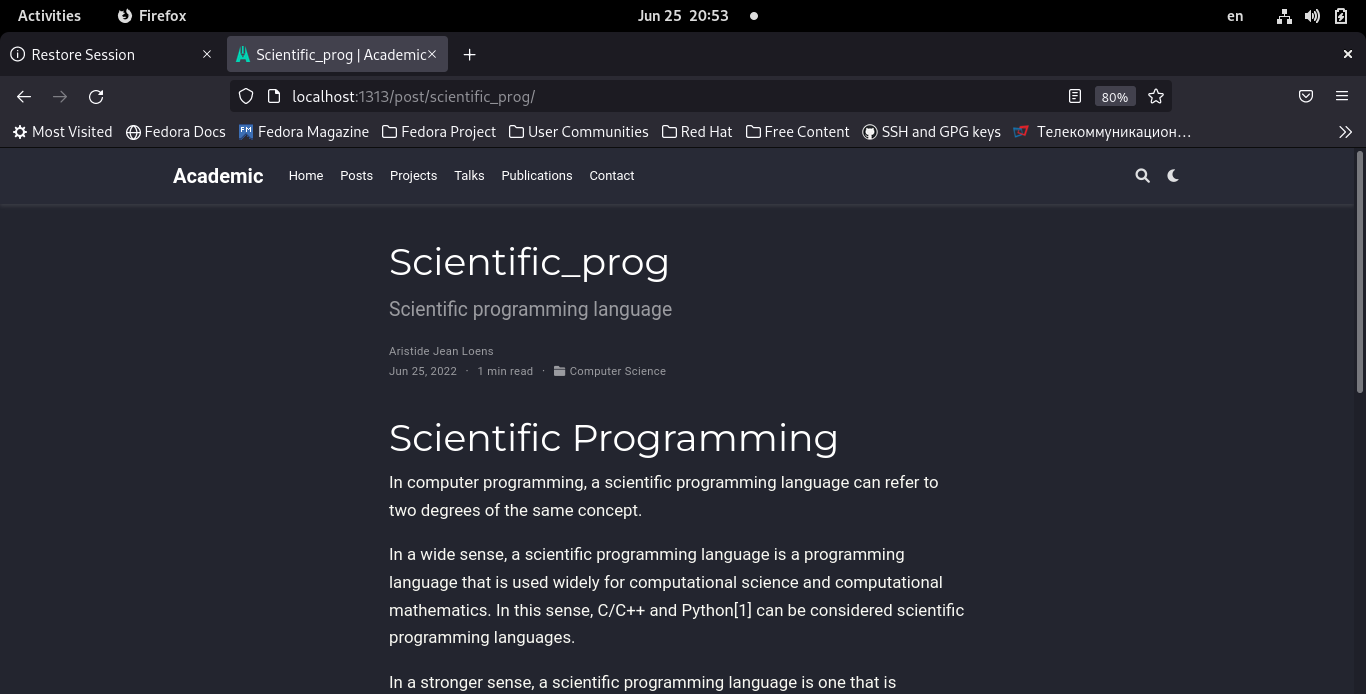 Activities Firefox Jun 25 20:53 en
Restore Session Scientific_prog | Academic
localhost:1313/post/scientific_prog/ 80%
Most Visited Fedora Docs Fedora Magazine Fedora Project User Communities Red Hat Free Content SSH and GPG keys Телекоммуникацион…
Academic Home Posts Projects Talks Publications Contact
Scientific_prog
Scientific programming language
Aristide Jean Loens
Jun 25, 2022 · 1 min read · Computer Science
Scientific Programming
In computer programming, a scientific programming language can refer to
two degrees of the same concept.
In a wide sense, a scientific programming language is a programming
language that is used widely for computational science and computational
mathematics. In this sense, C/C++ and Python[1] can be considered scientific
programming languages.
In a stronger sense, a scientific programming language is one that is